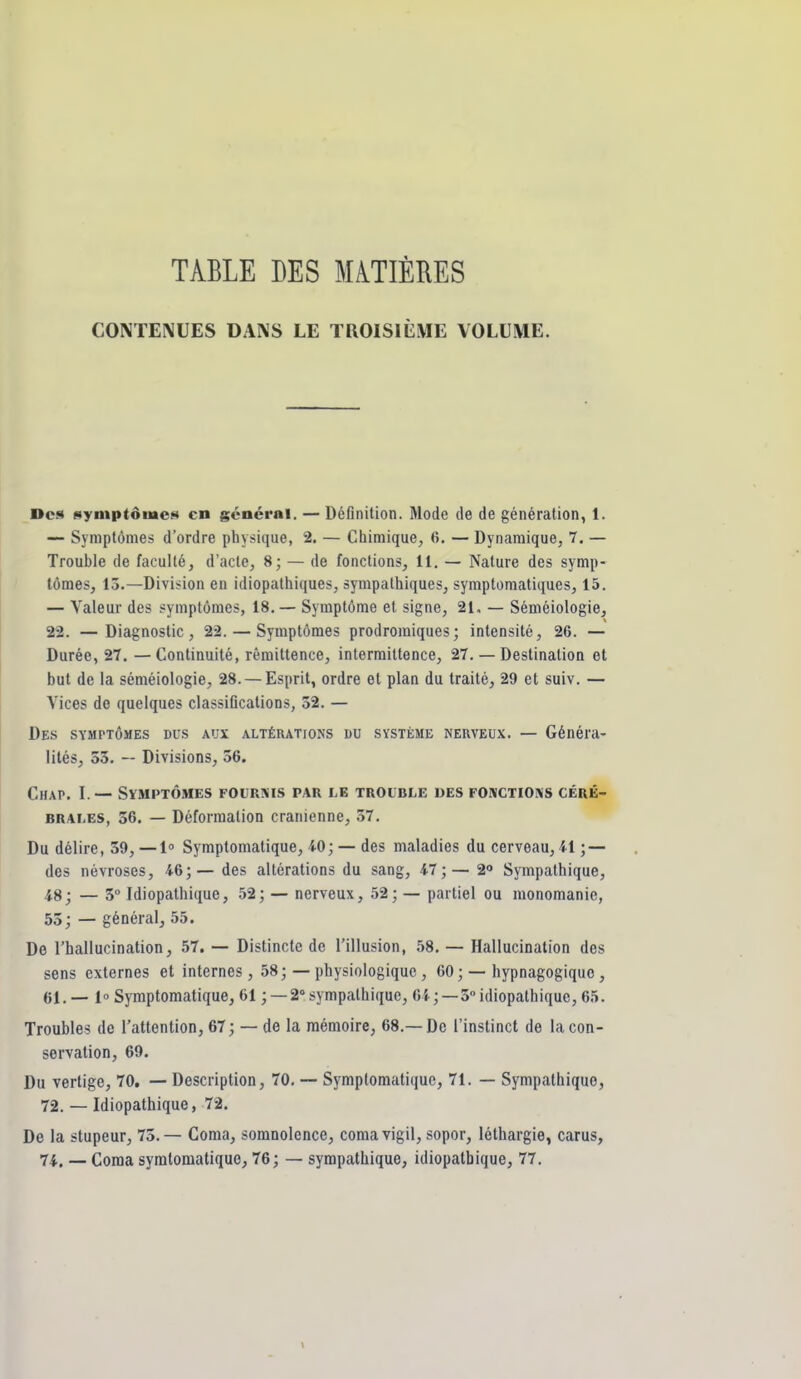 TABLE DES MATIÈRES
CONTENUES DANS LE TROISIÈME VOLUME.
Des symptômes en général. — Définition. Mode de de génération, 1.
— Symptômes d'ordre physique, 2. — Chimique, 6. — Dynamique, 7. —
Trouble de faculté, d'acte, 8; — de fonctions, 11. — Nature des symp-
tômes, 13.—Division en idiopathiques, sympathiques, symptomatiques, 15.
— Valeur des symptômes, 18. — Symptôme et signe, 21. — Séméiologie,
22. — Diagnostic, 22. — Symptômes prodromiques; intensité, 26. —
Durée, 27. — Continuité, rémittence, intermittence, 27. — Destination et
but de la séméiologie, 28. — Esprit, ordre et plan du traité, 29 et suiv. —
Vices de quelques classifications, 32. —
DES SYMPTÔMES DUS AUX ALTÉRATIONS DU SYSTÈME NERVEUX. — Généra-
lités, 35. -- Divisions, 36.
CHAP. I. — SYMPTÔMES FOURNIS PAR LE TROUBLE DES FONCTIONS CÉRÉ-
BRALES, 36. — Déformation cranienne, 37.
Du délire, 39, — 1o Symptomatique, 40; — des maladies du cerveau, 41; —
des névroses, 46; — des altérations du sang, 47; — 2o Sympathique,
48; — 3o Idiopathique, 52; — nerveux, 52; — partiel ou monomanie,
53; — général, 55.
De l'hallucination, 57. — Distincte de l'illusion, 58. — Hallucination des
sens externes et internes, 58; — physiologique, 60; — hypnagogique,
61. — 1o Symptomatique, 61; — 2o sympathique, 64; — 3o idiopathique, 65.
Troubles de l'attention, 67; — de la mémoire, 68.— De l'instinct de la con-
servation, 69.
Du vertige, 70. — Description, 70. — Symptomatique, 71. — Sympathique,
72. — Idiopathique, 72.
De la stupeur, 73. — Coma, somnolence, coma vigil, sopor, léthargie, carus,
74. — Coma symtomatique, 76; — sympathique, idiopathique, 77.